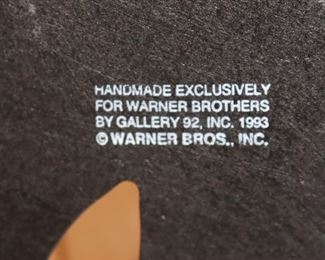 HANDMADE EXCLUSIVELY
FOR WARNER BROTHERS
BY GALLERY 92, INC. 1993
© WARNER BROS., INC.